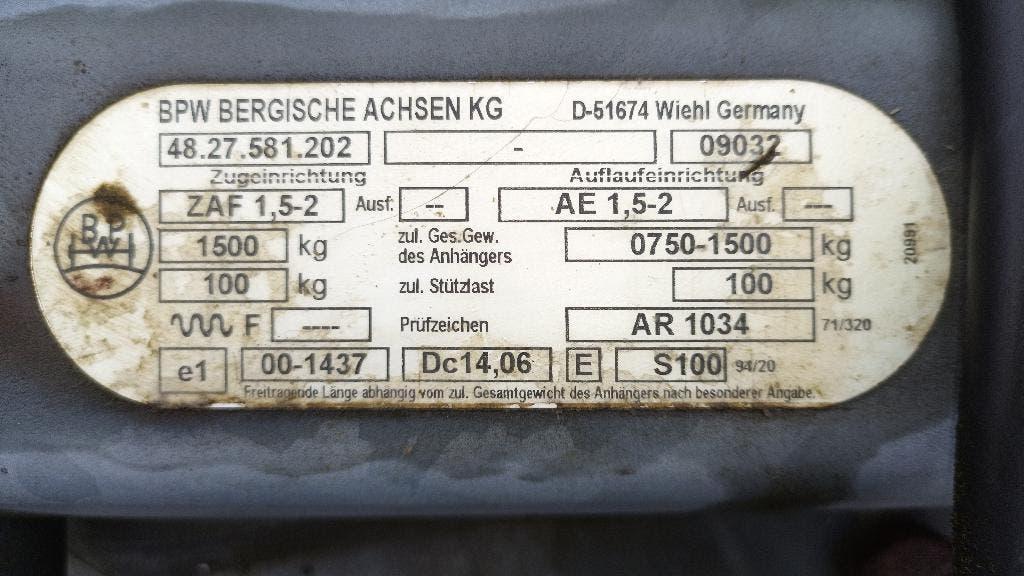 BPW BERGISCHE ACHSEN KG D-51674 Wiehl Germany
48.27.581.202 - 09032
Zugeinrichtung Auflaufeinrichtung
ZAF 1,5-2 Ausf. -- AE 1,5-2 Ausf. ---
BPW
1500 kg zul. Ges.Gew. des Anhängers 0750-1500 kg
100 kg zul. Stützlast 100 kg
F ---- Prüfzeichen AR 1034 71/320
e1 00-1437 Dc14,06 E S100 94/20
Freitragende Länge abhängig vom zul. Gesamtgewicht des Anhängers nach besonderer Angabe.
20991